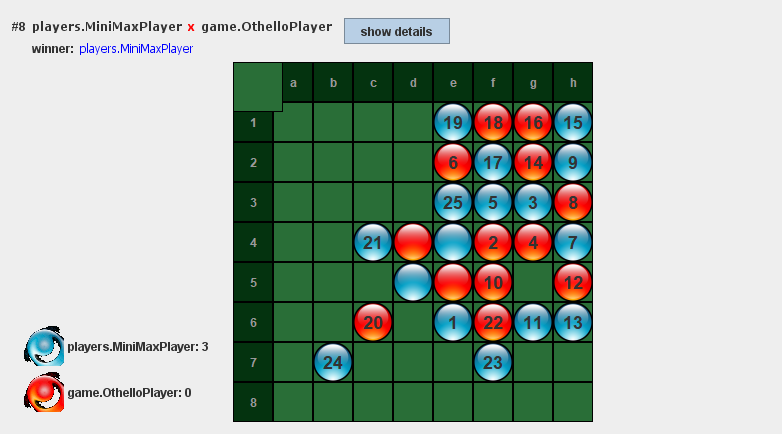 #8 players.MiniMaxPlayer x game.OthelloPlayer show details
winner: players.MiniMaxPlayer
a b c d e f g h
1 19 18 16 15
2 6 17 14 9
3 25 5 3 8
4 21 2 4 7
5 10 12
6 20 1 22 11 13
7 24 23
8
players.MiniMaxPlayer: 3
game.OthelloPlayer: 0